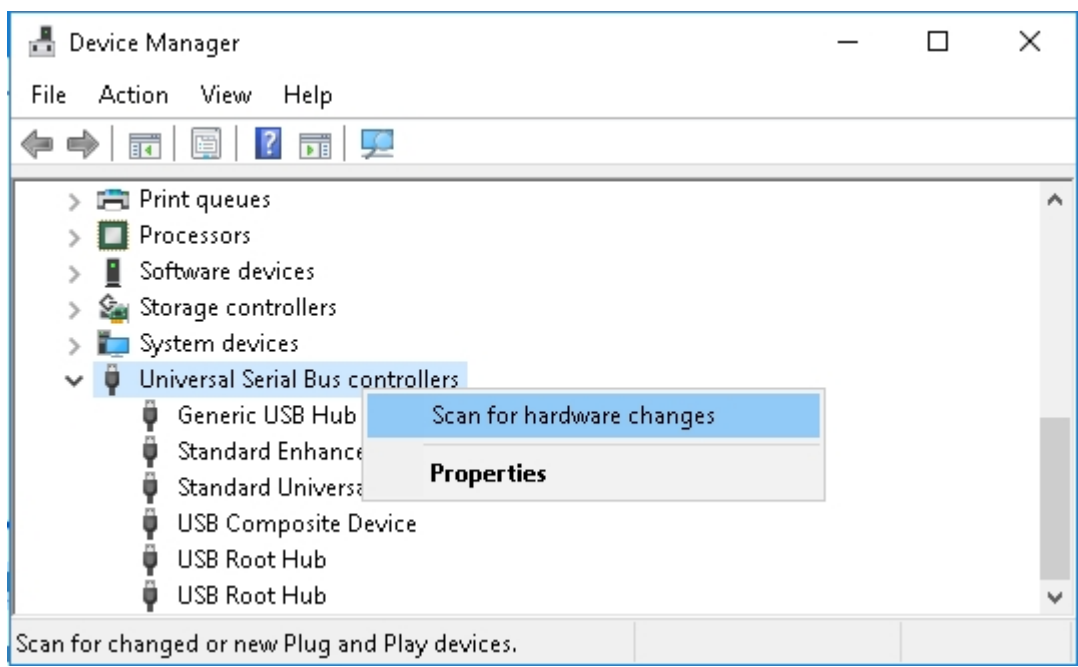 Device Manager
File Action View Help
Print queues
Processors
Software devices
Storage controllers
System devices
Universal Serial Bus controllers
Generic USB Hub
Scan for hardware changes
Standard Enhance
Properties
Standard Univers
USB Composite Device
USB Root Hub
USB Root Hub
Scan for changed or new Plug and Play devices.